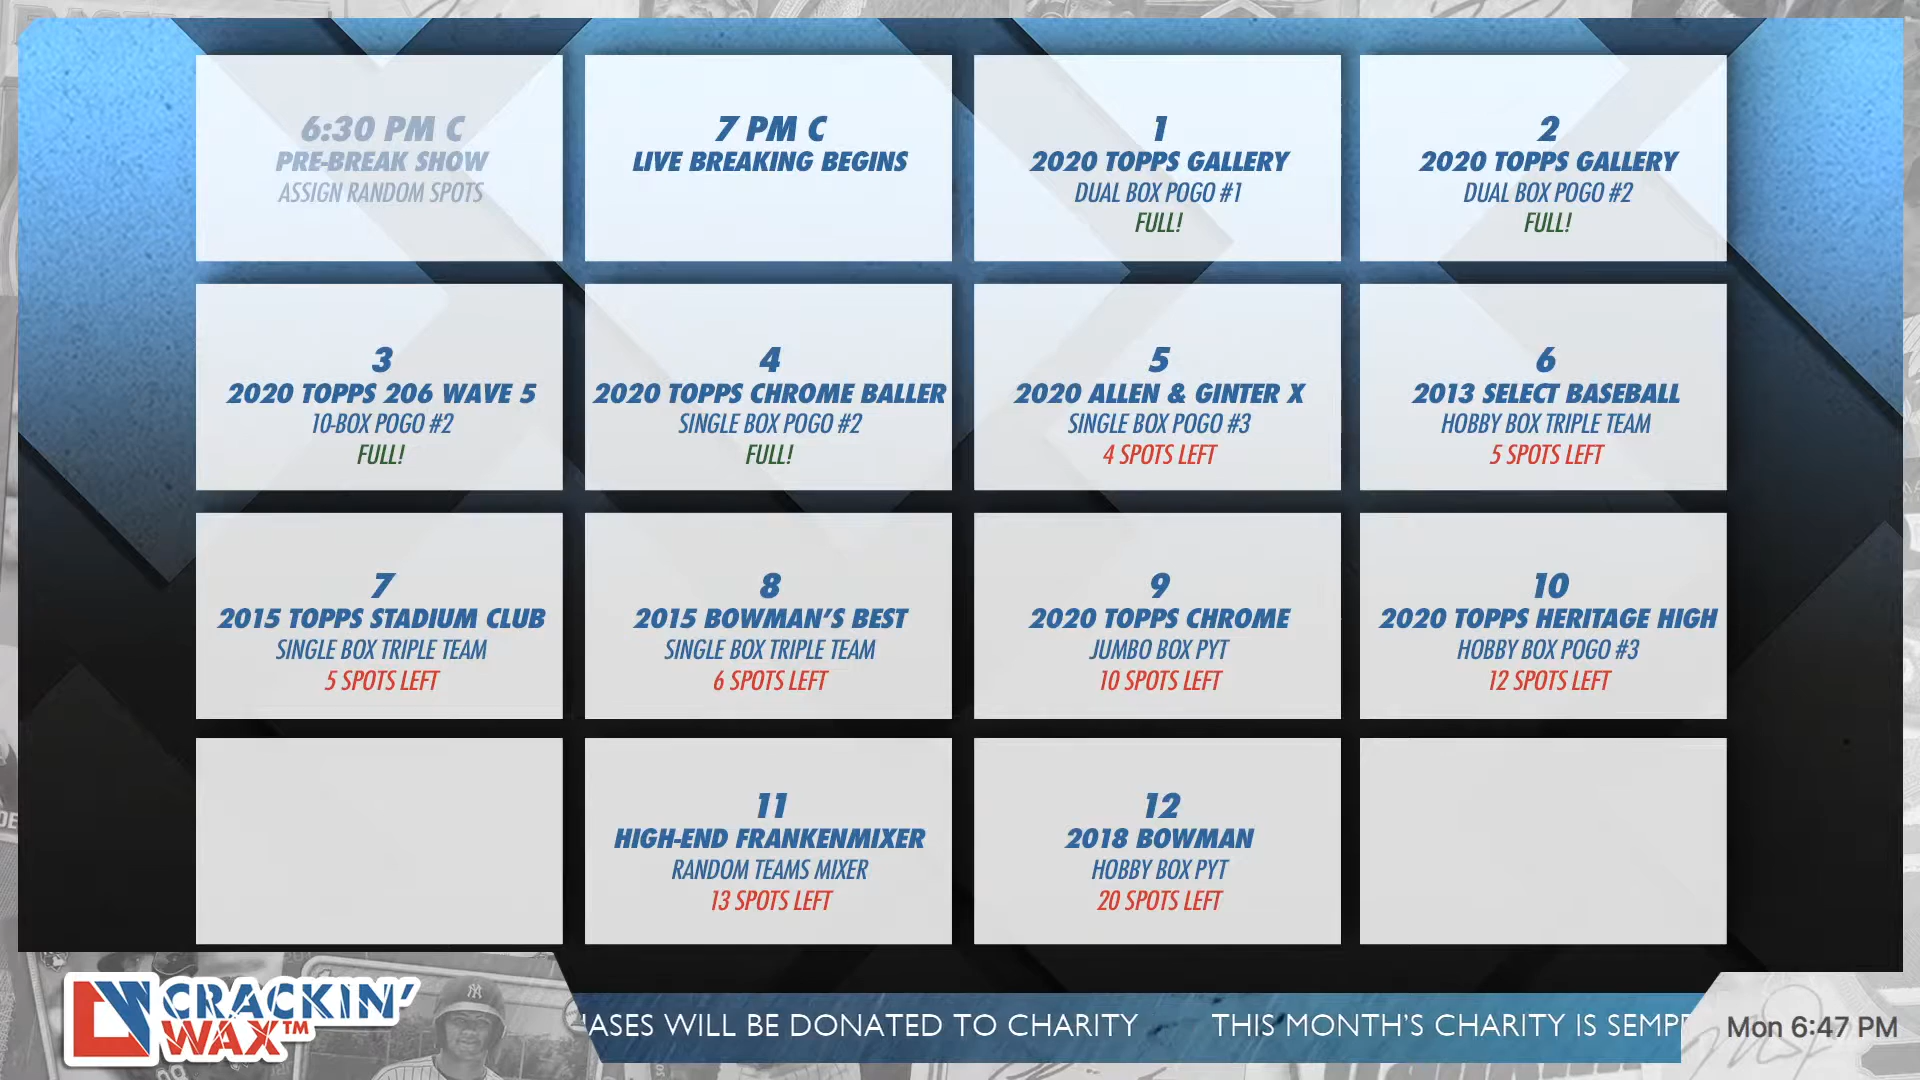 6:30 PM C
PRE-BREAK SHOW
ASSIGN RANDOM SPOTS
7 PM C
LIVE BREAKING BEGINS
1
2020 TOPPS GALLERY
DUAL BOX POGO #1
FULL!
2
2020 TOPPS GALLERY
DUAL BOX POGO #2
FULL!
3
2020 TOPPS 206 WAVE 5
10-BOX POGO #2
FULL!
4
2020 TOPPS CHROME BALLER
SINGLE BOX POGO #2
FULL!
5
2020 ALLEN & GINTER X
SINGLE BOX POGO #3
4 SPOTS LEFT
6
2013 SELECT BASEBALL
HOBBY BOX TRIPLE TEAM
5 SPOTS LEFT
7
2015 TOPPS STADIUM CLUB
SINGLE BOX TRIPLE TEAM
5 SPOTS LEFT
8
2015 BOWMAN'S BEST
SINGLE BOX TRIPLE TEAM
6 SPOTS LEFT
9
2020 TOPPS CHROME
JUMBO BOX PYT
10 SPOTS LEFT
10
2020 TOPPS HERITAGE HIGH
HOBBY BOX POGO #3
12 SPOTS LEFT
11
HIGH-END FRANKENMIXER
RANDOM TEAMS MIXER
13 SPOTS LEFT
12
2018 BOWMAN
HOBBY BOX PYT
20 SPOTS LEFT
CRACKIN'
WAX™
ASES WILL BE DONATED TO CHARITY THIS MONTH'S CHARITY IS SEMP
Mon 6:47 PM